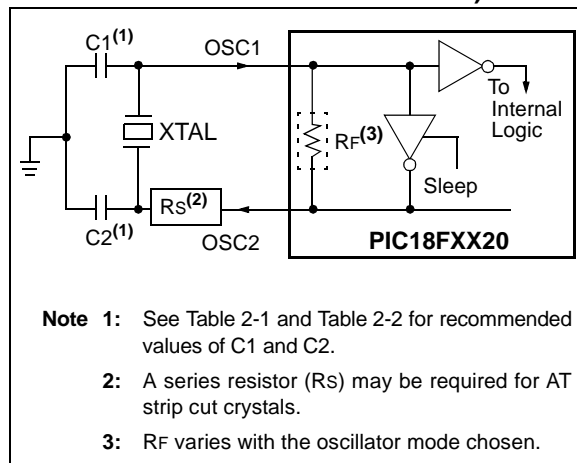 C1(1)
OSC1
To
Internal
Logic
XTAL
RF(3)
Sleep
RS(2)
C2(1)
OSC2
PIC18FXX20
Note 1: See Table 2-1 and Table 2-2 for recommended
values of C1 and C2.
2: A series resistor (RS) may be required for AT
strip cut crystals.
3: RF varies with the oscillator mode chosen.